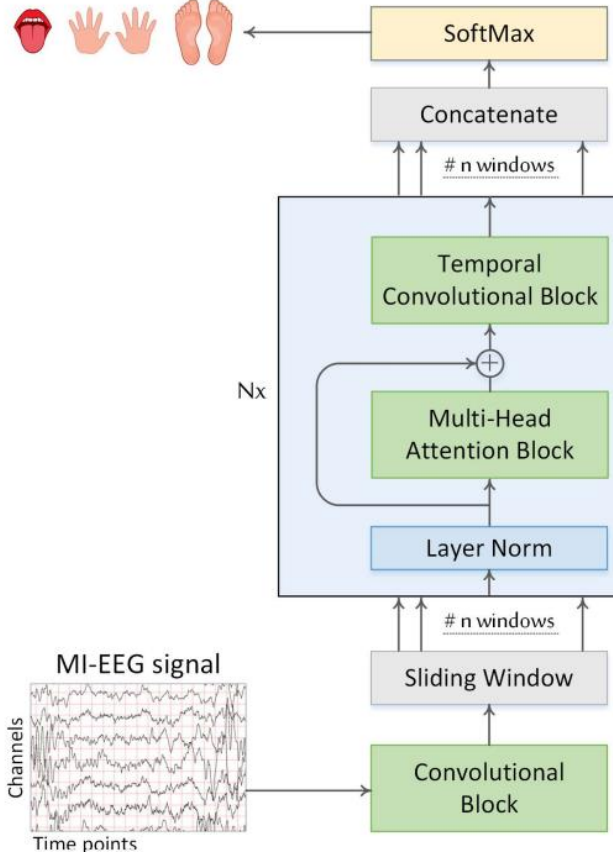 SoftMax
Concatenate
# n windows
Temporal
Convolutional Block
+
Nx
Multi-Head
Attention Block
Layer Norm
# n windows
MI-EEG signal
Sliding Window
Channels
Convolutional
Block
Time points